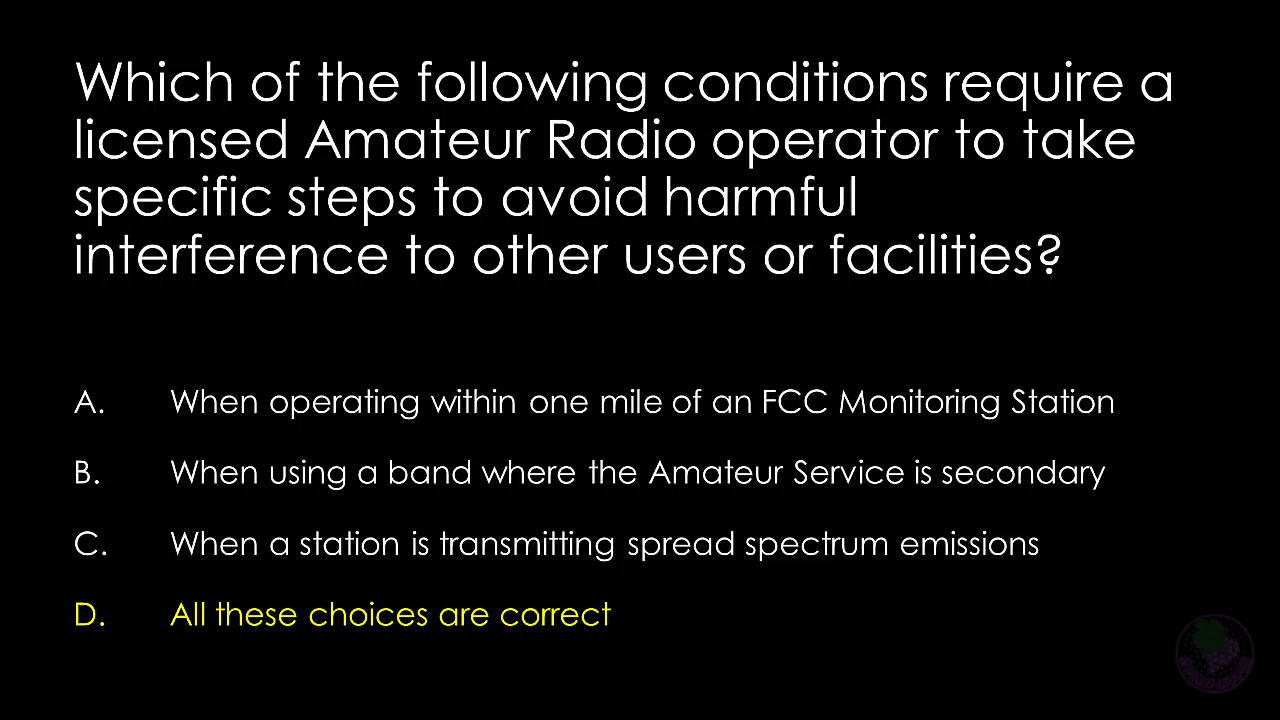 Which of the following conditions require a
licensed Amateur Radio operator to take
specific steps to avoid harmful
interference to other users or facilities?
A. When operating within one mile of an FCC Monitoring Station
B. When using a band where the Amateur Service is secondary
C. When a station is transmitting spread spectrum emissions
D. All these choices are correct